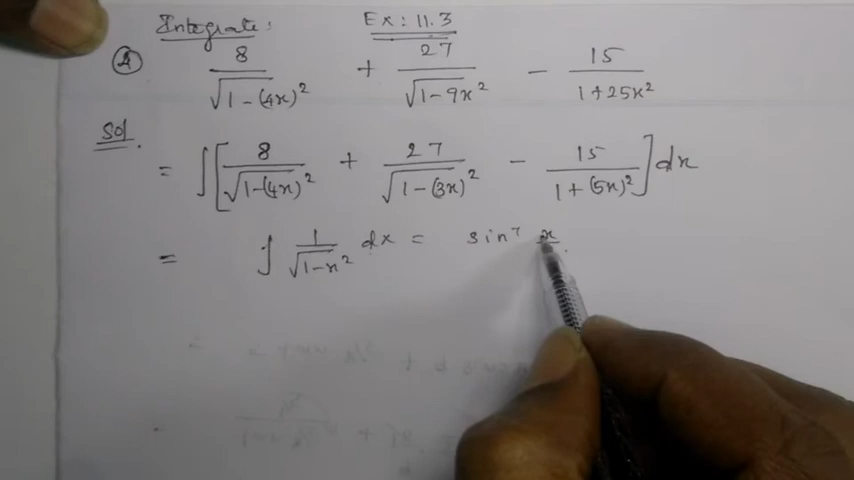 Integrate: Ex: 11.3
④ 8/√(1-(4x)²) + 27/√(1-9x²) - 15/(1+25x²)
Sol.
= ∫[8/√(1-(4x)²) + 27/√(1-(3x)²) - 15/(1+(5x)²)]dx
= ∫ 1/√(1-x²) dx = sin⁻¹ x